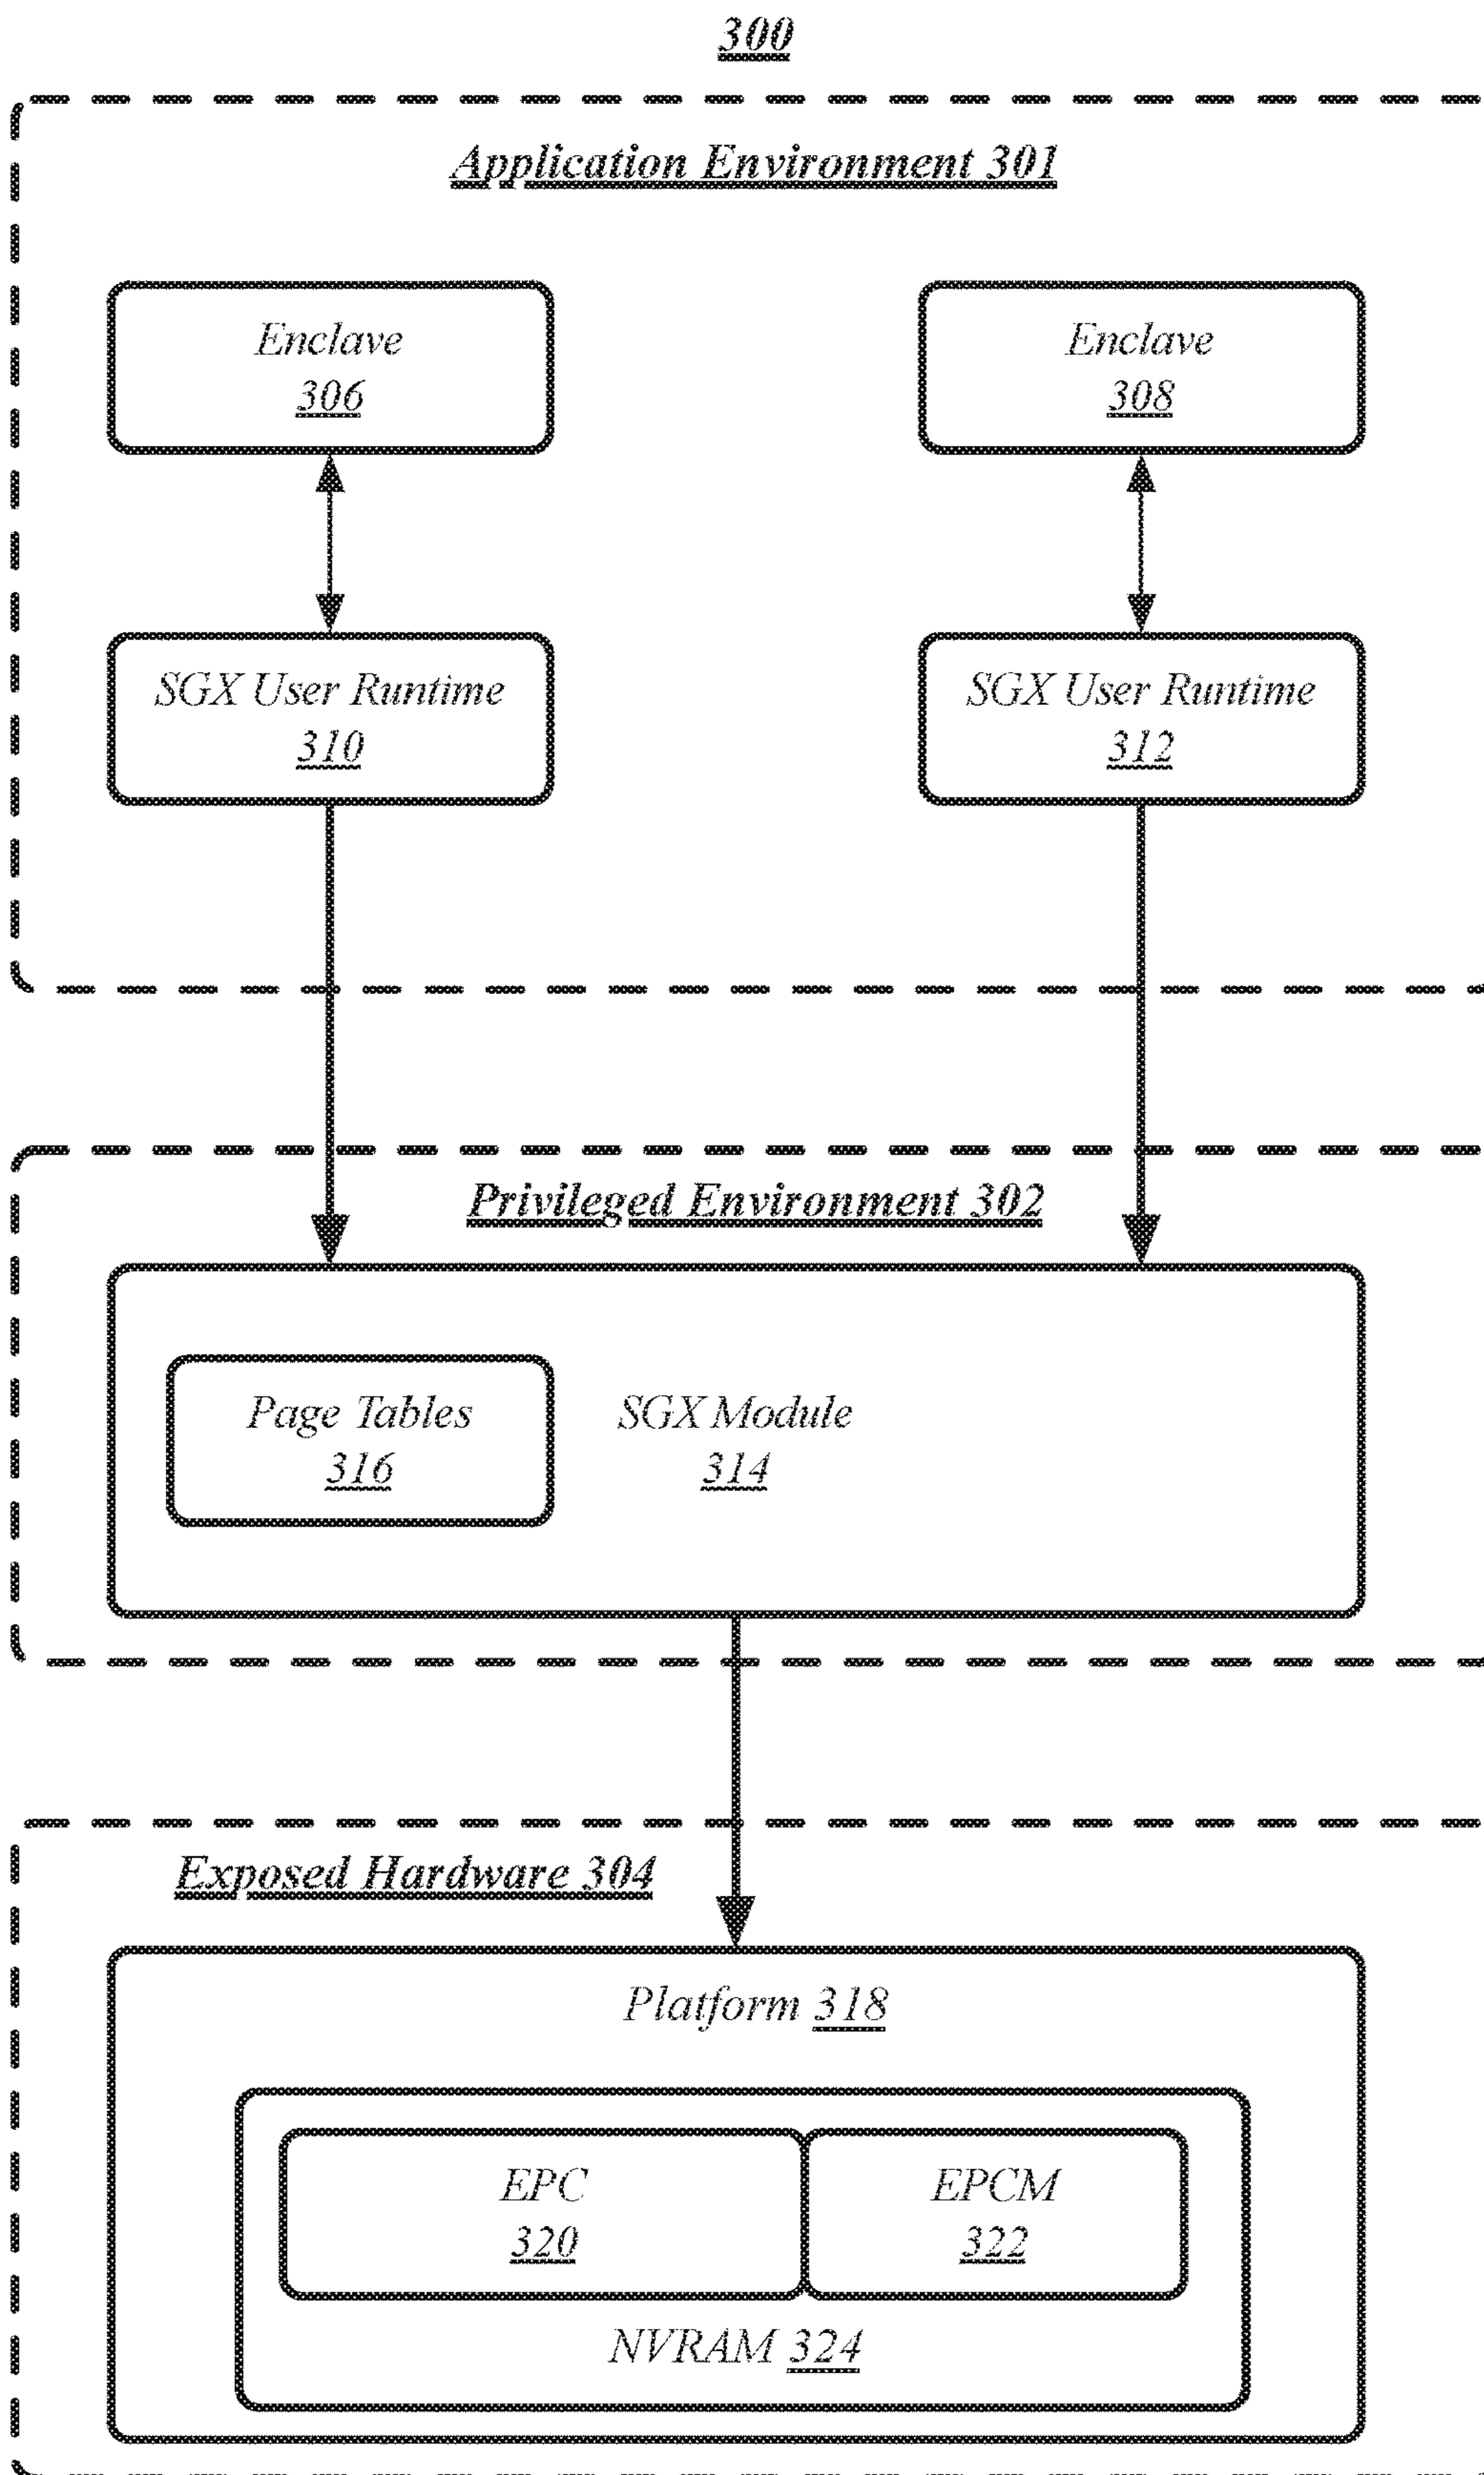 300
Application Environment 301
Enclave
306
Enclave
308
SGX User Runtime
310
SGX User Runtime
312
Privileged Environment 302
Page Tables
316
SGX Module
314
Exposed Hardware 304
Platform 318
EPC
320
EPCM
322
NVRAM 324